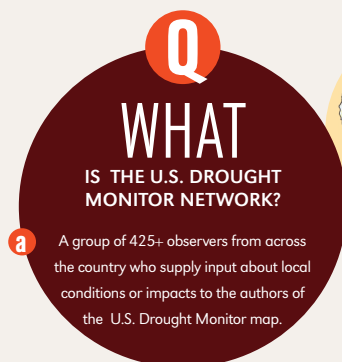 Q
WHAT
IS THE U.S. DROUGHT
MONITOR NETWORK?
a
A group of 425+ observers from across
the country who supply input about local
conditions or impacts to the authors of
the U.S. Drought Monitor map.